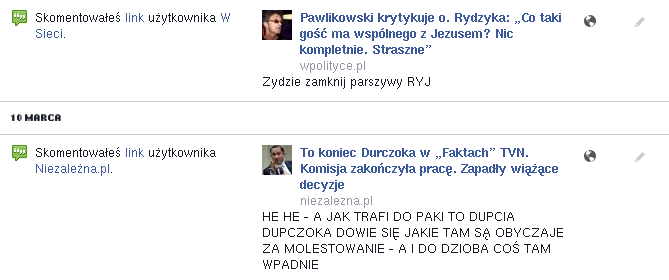 Skomentowałeś link użytkownika W
Sieci.
Pawlikowski krytykuje o. Rydzyka: „Co taki
gość ma wspólnego z Jezusem? Nic
kompletnie. Straszne”
wpolityce.pl
Zydzie zamknij parszywy RYJ
10 MARCA
Skomentowałeś link użytkownika
Niezależna.pl.
To koniec Durczoka w „Faktach” TVN.
Komisja zakończyła pracę. Zapadły wiążące
decyzje
niezalezna.pl
HE HE - A JAK TRAFI DO PAKI TO DUPCIA
DUPCZOKA DOWIE SIĘ JAKIE TAM SĄ OBYCZAJE
ZA MOLESTOWANIE - A I DO DZIOBA COŚ TAM
WPADNIE